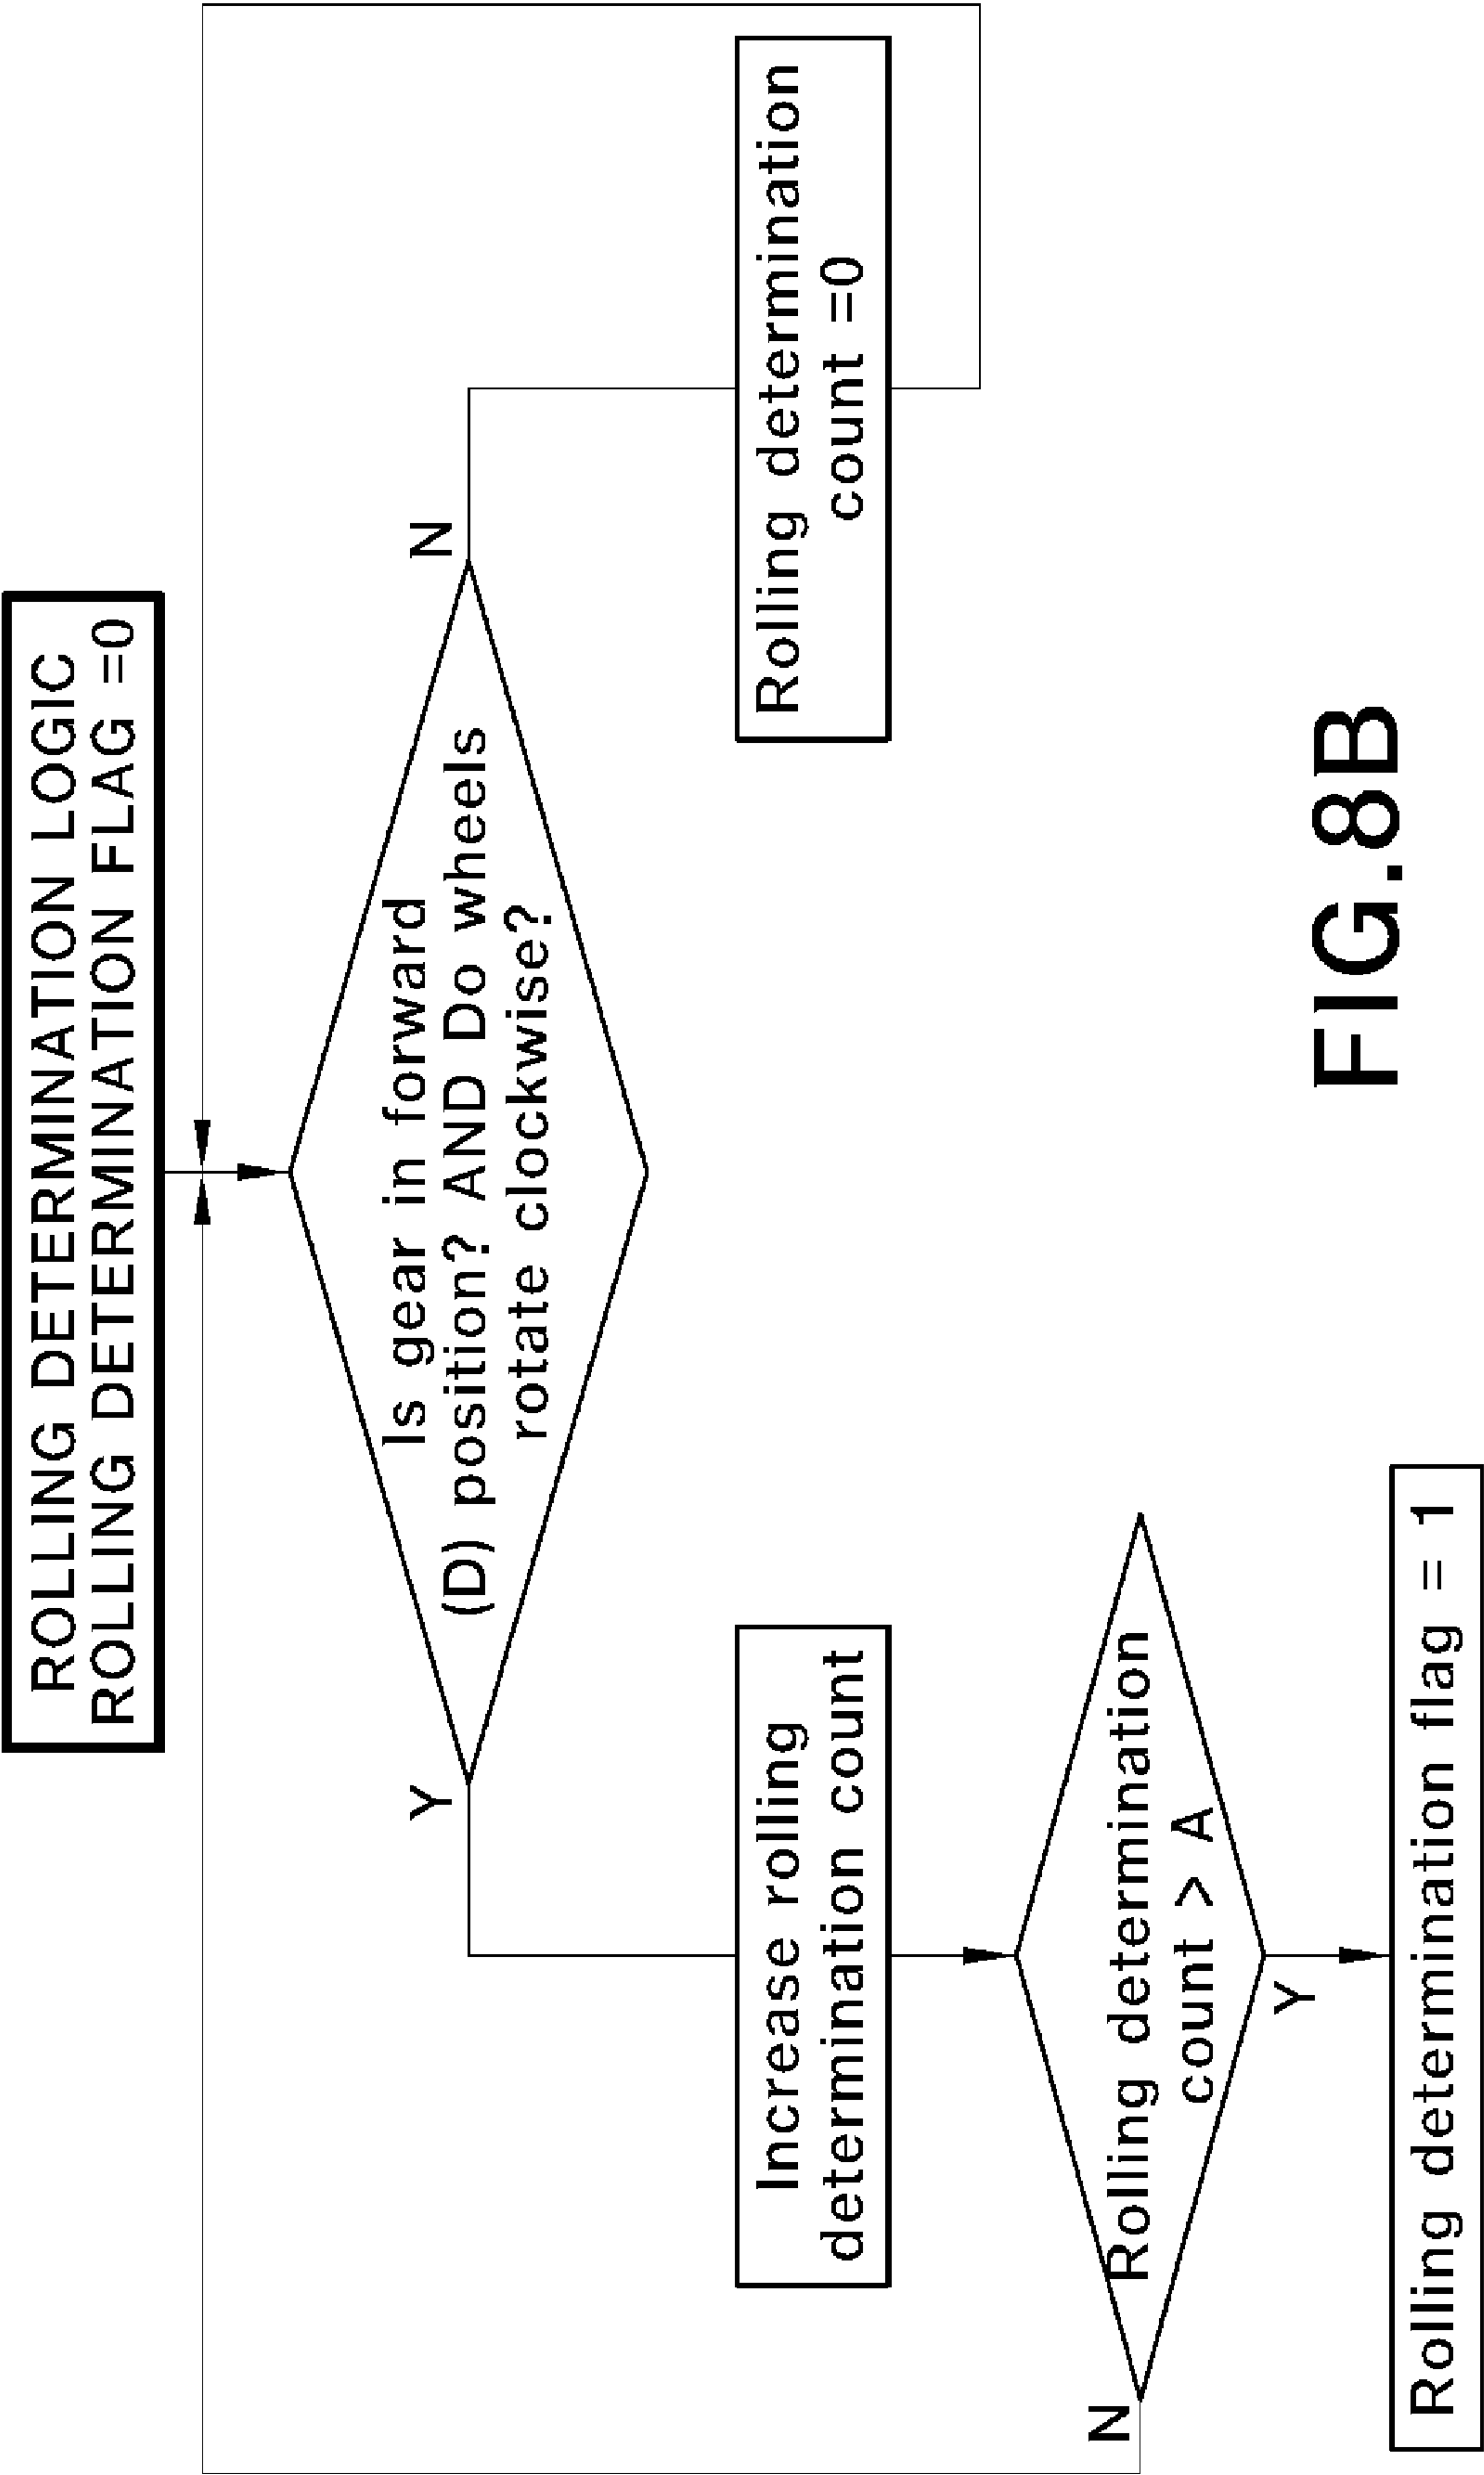 ROLLING DETERMINATION LOGIC
ROLLING DETERMINATION FLAG =0
Is gear in forward
(D) position? AND Do wheels
rotate clockwise?
Y
N
Increase rolling
determination count
Rolling determination
count =0
Rolling determination
count > A
N
Y
Rolling determination flag = 1
FIG.8B